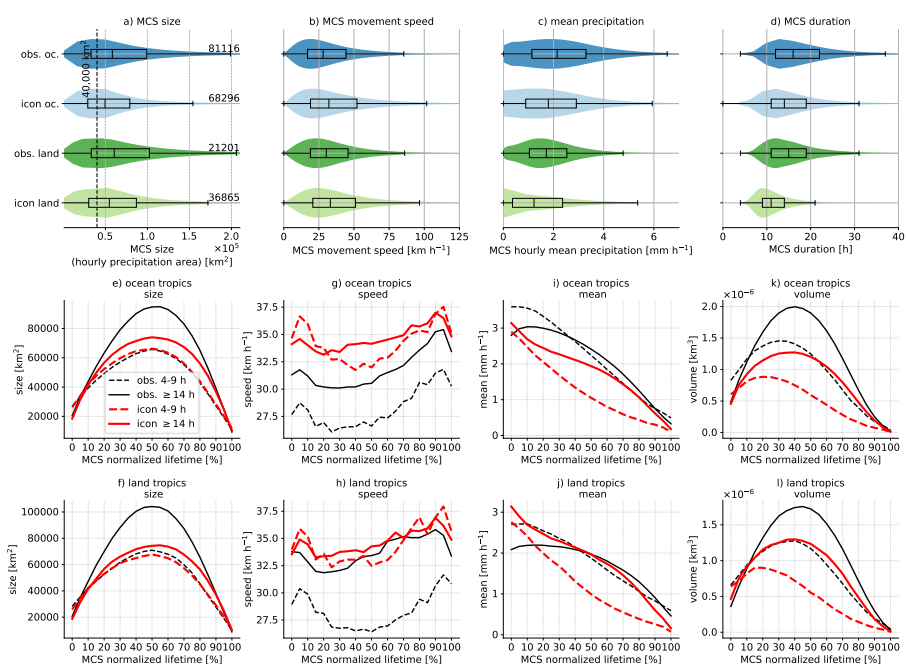 a) MCS size
b) MCS movement speed
c) mean precipitation
d) MCS duration
obs. oc.
icon oc.
obs. land
icon land
40,000 km²
81116
68296
21201
36865
0.5 1.0 1.5 2.0
×10⁵
MCS size
(hourly precipitation area) [km²]
0 25 50 75 100 125
MCS movement speed [km h⁻¹]
0 2 4 6
MCS hourly mean precipitation [mm h⁻¹]
0 10 20 30 40
MCS duration [h]
e) ocean tropics
size
size [km²]
80000
60000
40000
20000
obs. 4-9 h
obs. ≥ 14 h
icon 4-9 h
icon ≥ 14 h
0 10 20 30 40 50 60 70 80 90 100
MCS normalized lifetime [%]
g) ocean tropics
speed
speed [km h⁻¹]
37.5
35.0
32.5
30.0
27.5
0 10 20 30 40 50 60 70 80 90 100
MCS normalized lifetime [%]
i) ocean tropics
mean
mean [mm h⁻¹]
3
2
1
0
0 10 20 30 40 50 60 70 80 90 100
MCS normalized lifetime [%]
k) ocean tropics
volume
×10⁻⁶
volume [km³]
2.0
1.5
1.0
0.5
0.0
0 10 20 30 40 50 60 70 80 90 100
MCS normalized lifetime [%]
f) land tropics
size
size [km²]
100000
80000
60000
40000
20000
0 10 20 30 40 50 60 70 80 90 100
MCS normalized lifetime [%]
h) land tropics
speed
speed [km h⁻¹]
37.5
35.0
32.5
30.0
27.5
0 10 20 30 40 50 60 70 80 90 100
MCS normalized lifetime [%]
j) land tropics
mean
mean [mm h⁻¹]
3
2
1
0
0 10 20 30 40 50 60 70 80 90 100
MCS normalized lifetime [%]
l) land tropics
volume
×10⁻⁶
volume [km³]
1.5
1.0
0.5
0.0
0 10 20 30 40 50 60 70 80 90 100
MCS normalized lifetime [%]